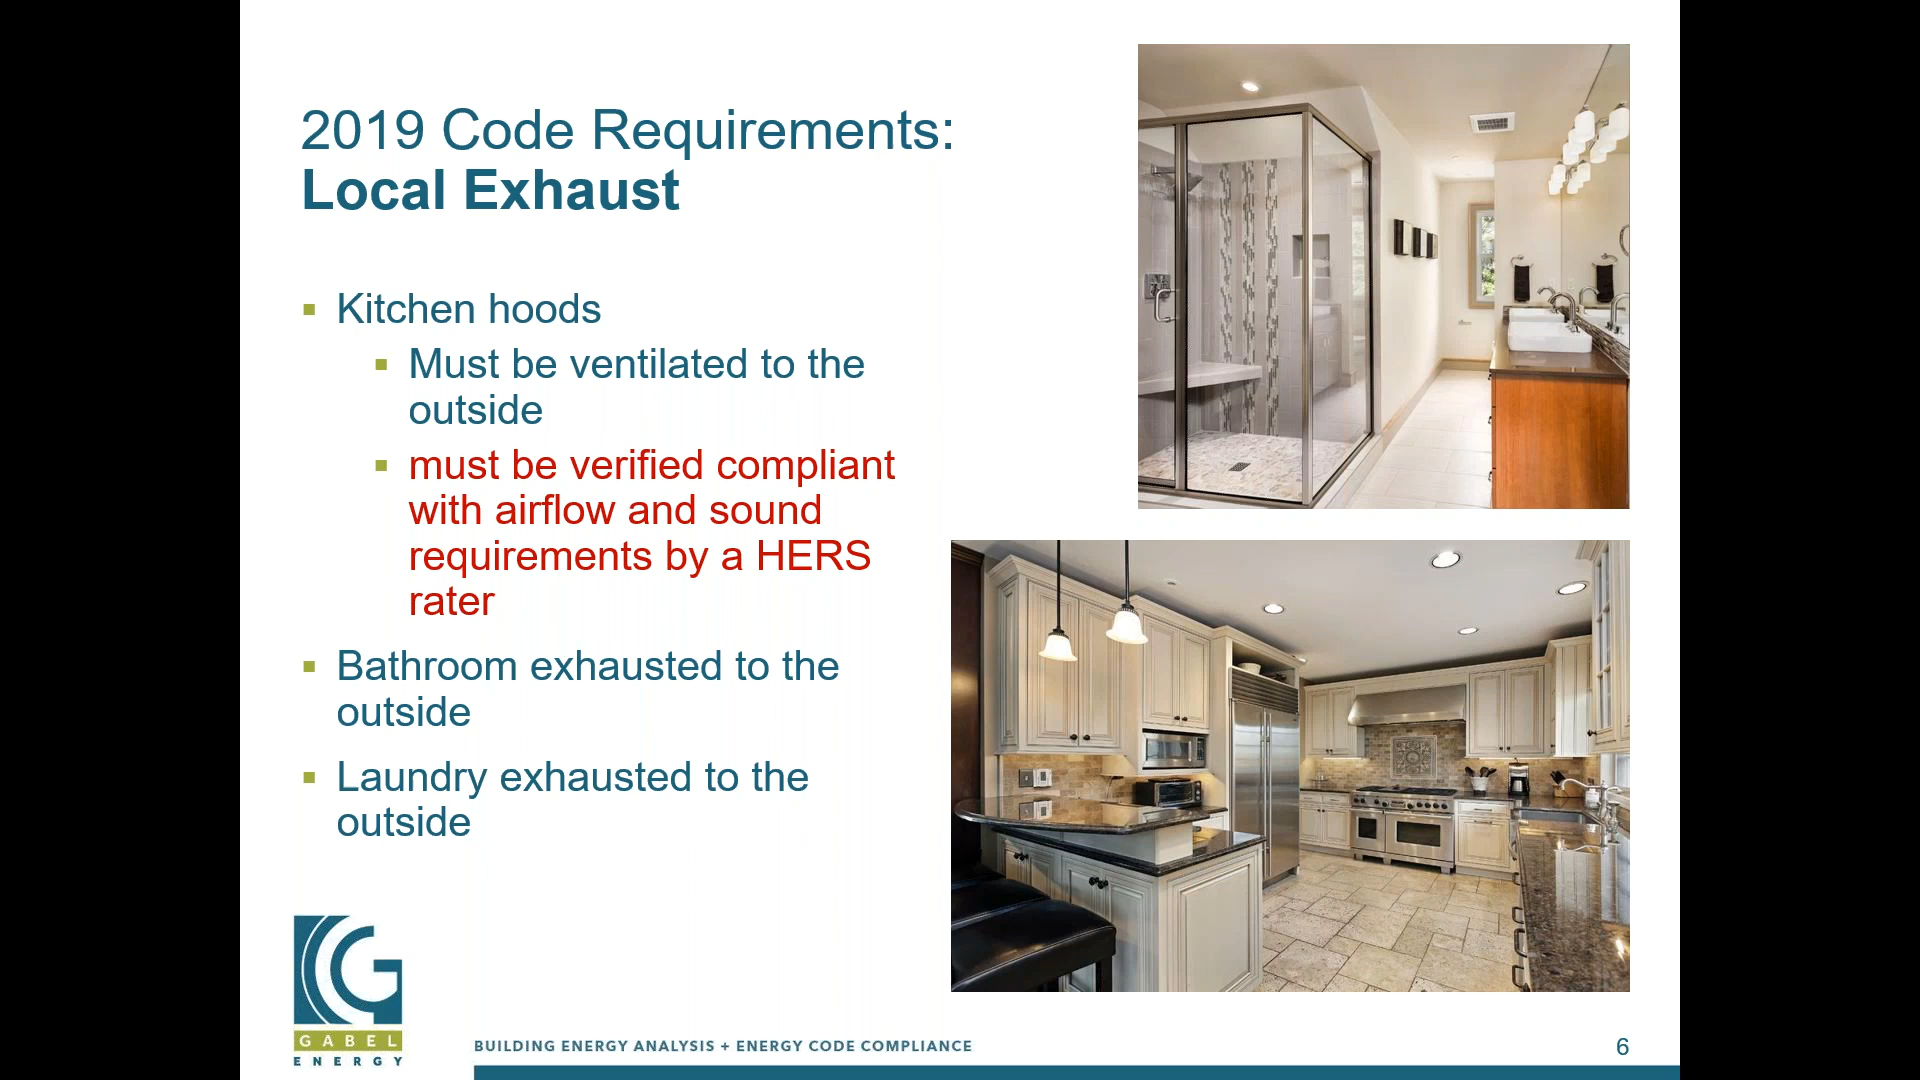 2019 Code Requirements:
Local Exhaust
Kitchen hoods
Must be ventilated to the
outside
must be verified compliant
with airflow and sound
requirements by a HERS
rater
Bathroom exhausted to the
outside
Laundry exhausted to the
outside
GABEL
ENERGY
BUILDING ENERGY ANALYSIS + ENERGY CODE COMPLIANCE
6